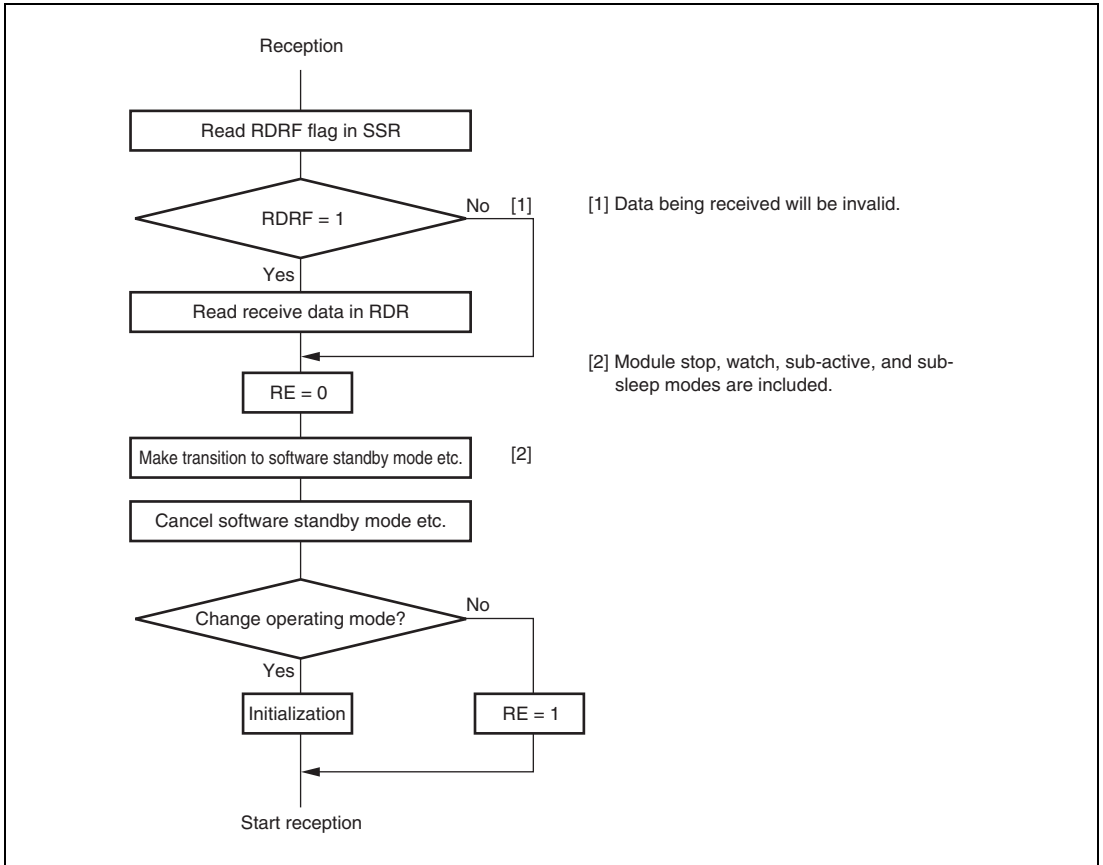 Reception
Read RDRF flag in SSR
RDRF = 1
No [1]
[1] Data being received will be invalid.
Yes
Read receive data in RDR
[2] Module stop, watch, sub-active, and sub-
sleep modes are included.
RE = 0
Make transition to software standby mode etc. [2]
Cancel software standby mode etc.
Change operating mode?
No
Yes
Initialization
RE = 1
Start reception